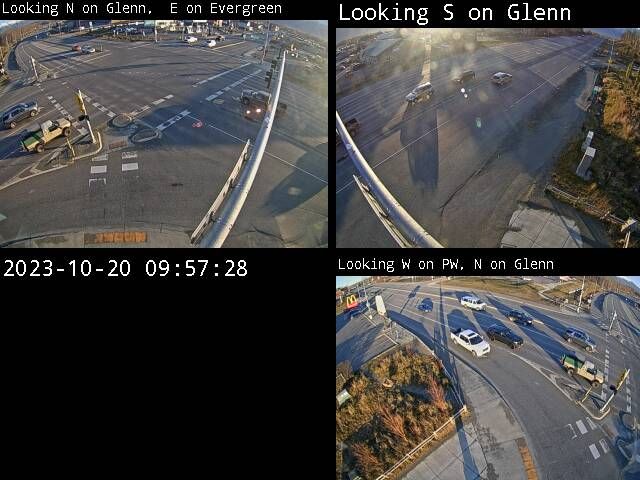 Looking N on Glenn,  E on Evergreen
Looking S on Glenn
2023-10-20 09:57:28
Looking W on PW, N on Glenn